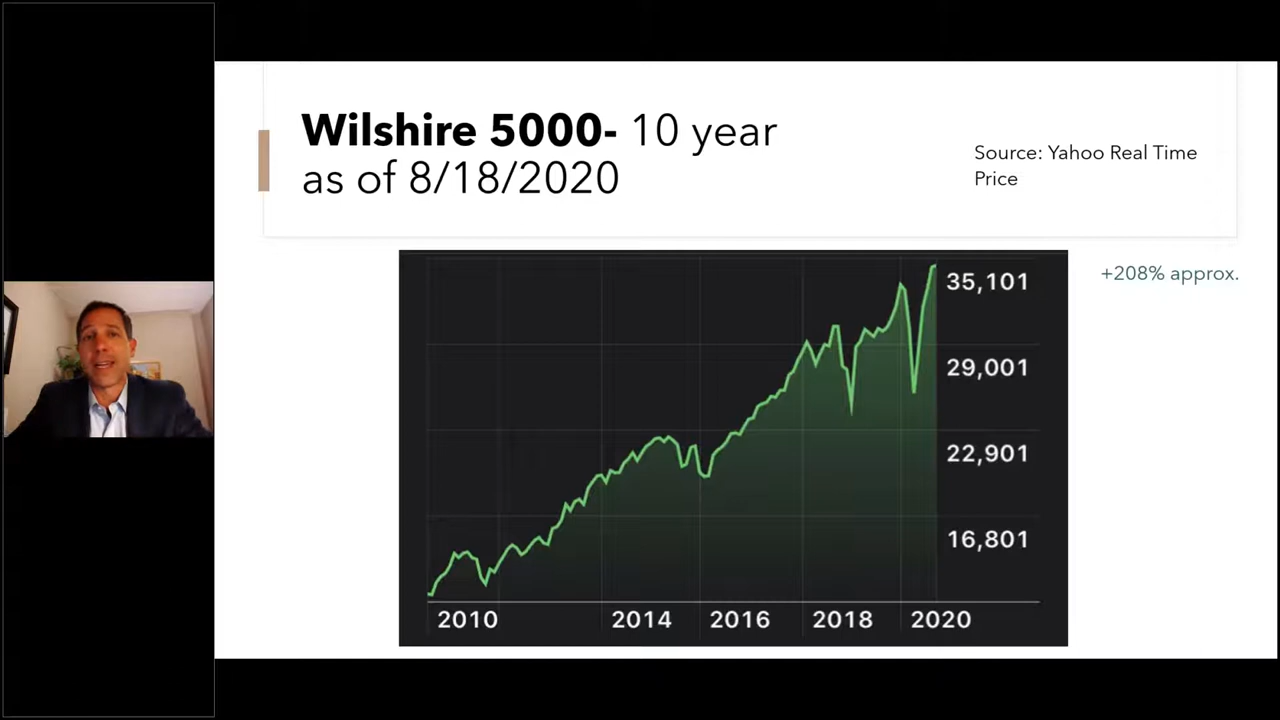 Wilshire 5000- 10 year
as of 8/18/2020
Source: Yahoo Real Time
Price
+208% approx.
35,101
29,001
22,901
16,801
2010
2014
2016
2018
2020